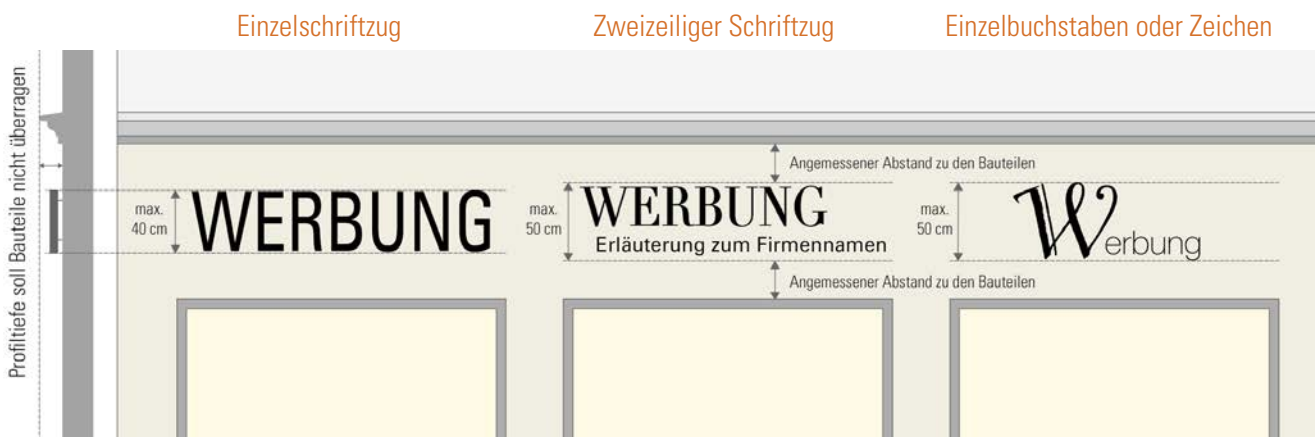 Einzelschriftzug
Zweizeiliger Schriftzug
Einzelbuchstaben oder Zeichen
Profiltiefe soll Bauteile nicht überragen
Angemessener Abstand zu den Bauteilen
max.
40 cm
WERBUNG
max.
50 cm
WERBUNG
Erläuterung zum Firmennamen
max.
50 cm
Werbung
Angemessener Abstand zu den Bauteilen